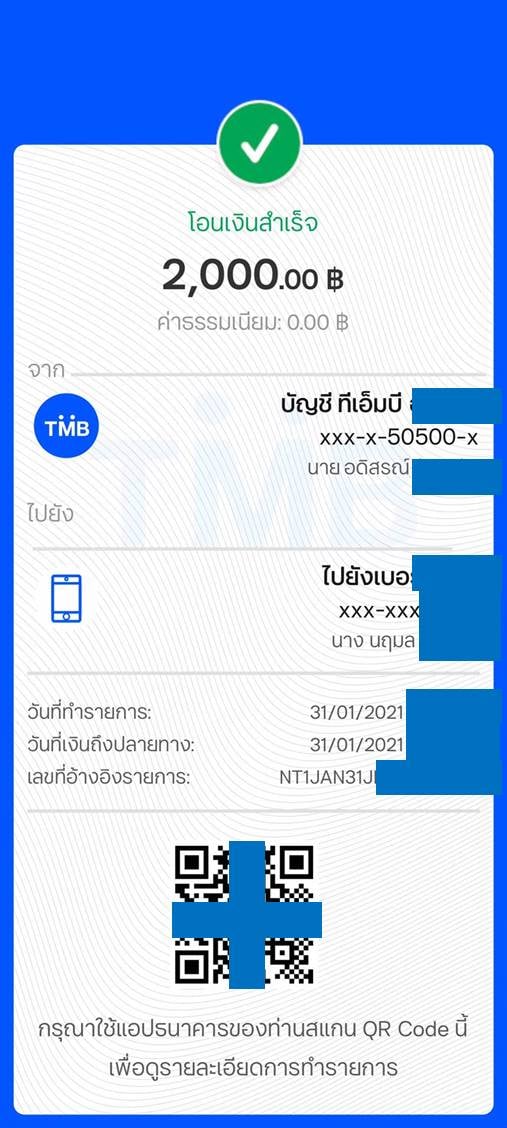 โอนเงินสำเร็จ
2,000.00 ฿
ค่าธรรมเนียม: 0.00 ฿
จาก
TMB
บัญชี ทีเอ็มบี
xxx-x-50500-x
นาย อดิสรณ์
ไปยัง
ไปยังเบอร
xxx-xxx
นาง นฤมล
วันที่ทำรายการ: 31/01/2021
วันที่เงินถึงปลายทาง: 31/01/2021
เลขที่อ้างอิงรายการ: NT1JAN31J
กรุณาใช้แอปธนาคารของท่านสแกน QR Code นี้
เพื่อดูรายละเอียดการทำรายการ